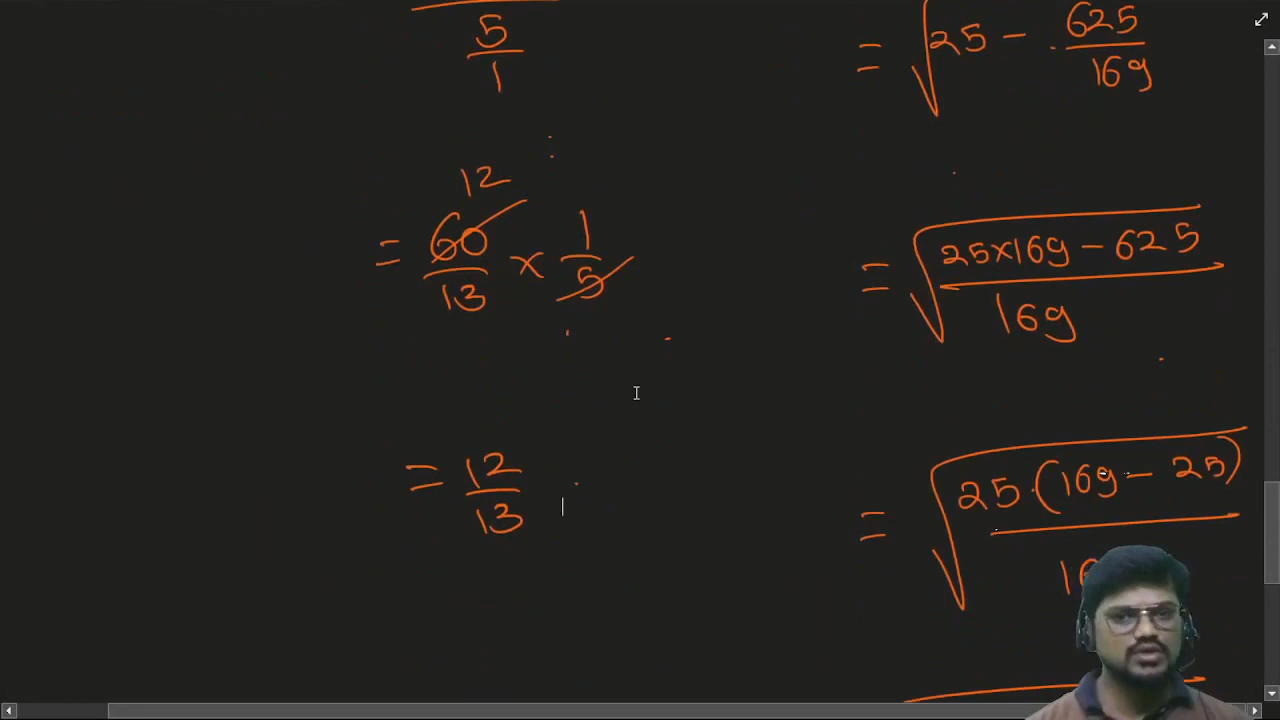 5/1
= 60/13 × 1/5
12
= 12/13
= √25 - 625/169
= √(25×169 - 625)/169
= √25·(169 - 25)